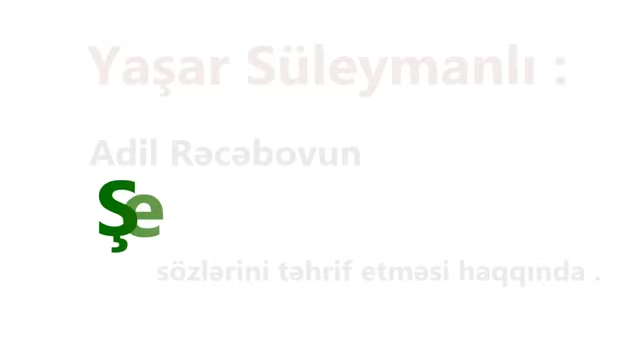 Yaşar Süleymanlı :
Adil Rəcəbovun
Şe
sözlərini təhrif etməsi haqqında .